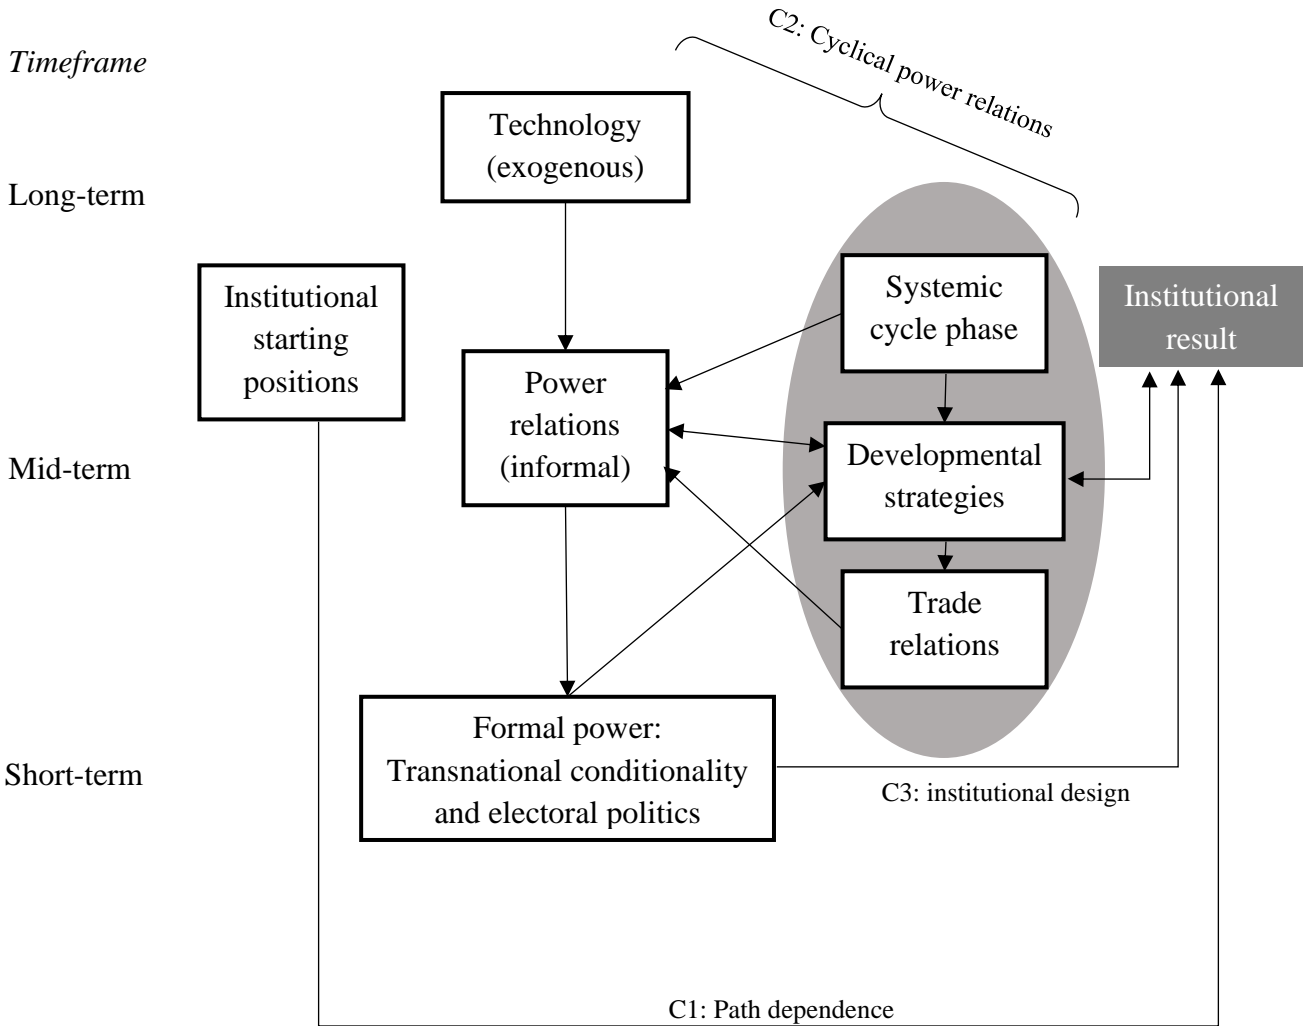 C2: Cyclical power relations
Timeframe
Technology
(exogenous)
Long-term
Institutional
starting
positions
Systemic
cycle phase
Institutional
result
Power
relations
(informal)
Mid-term
Developmental
strategies
Trade
relations
Formal power:
Transnational conditionality
and electoral politics
Short-term
C3: institutional design
C1: Path dependence